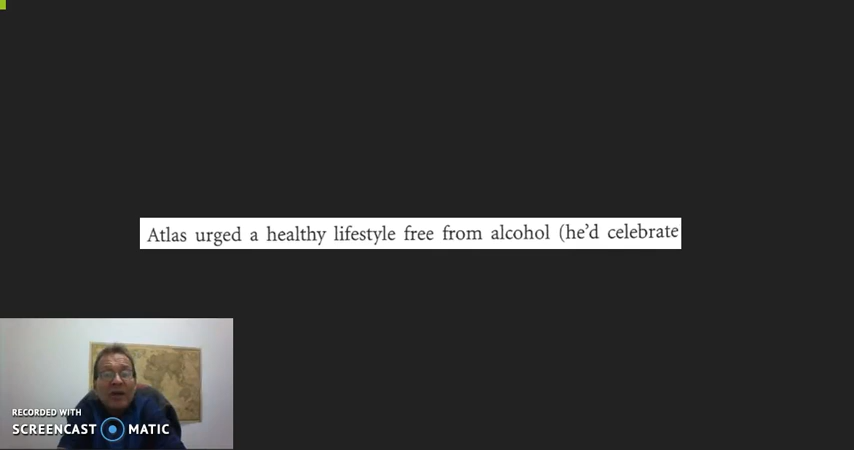 Atlas urged a healthy lifestyle free from alcohol (he’d celebrate
RECORDED WITH
SCREENCAST MATIC